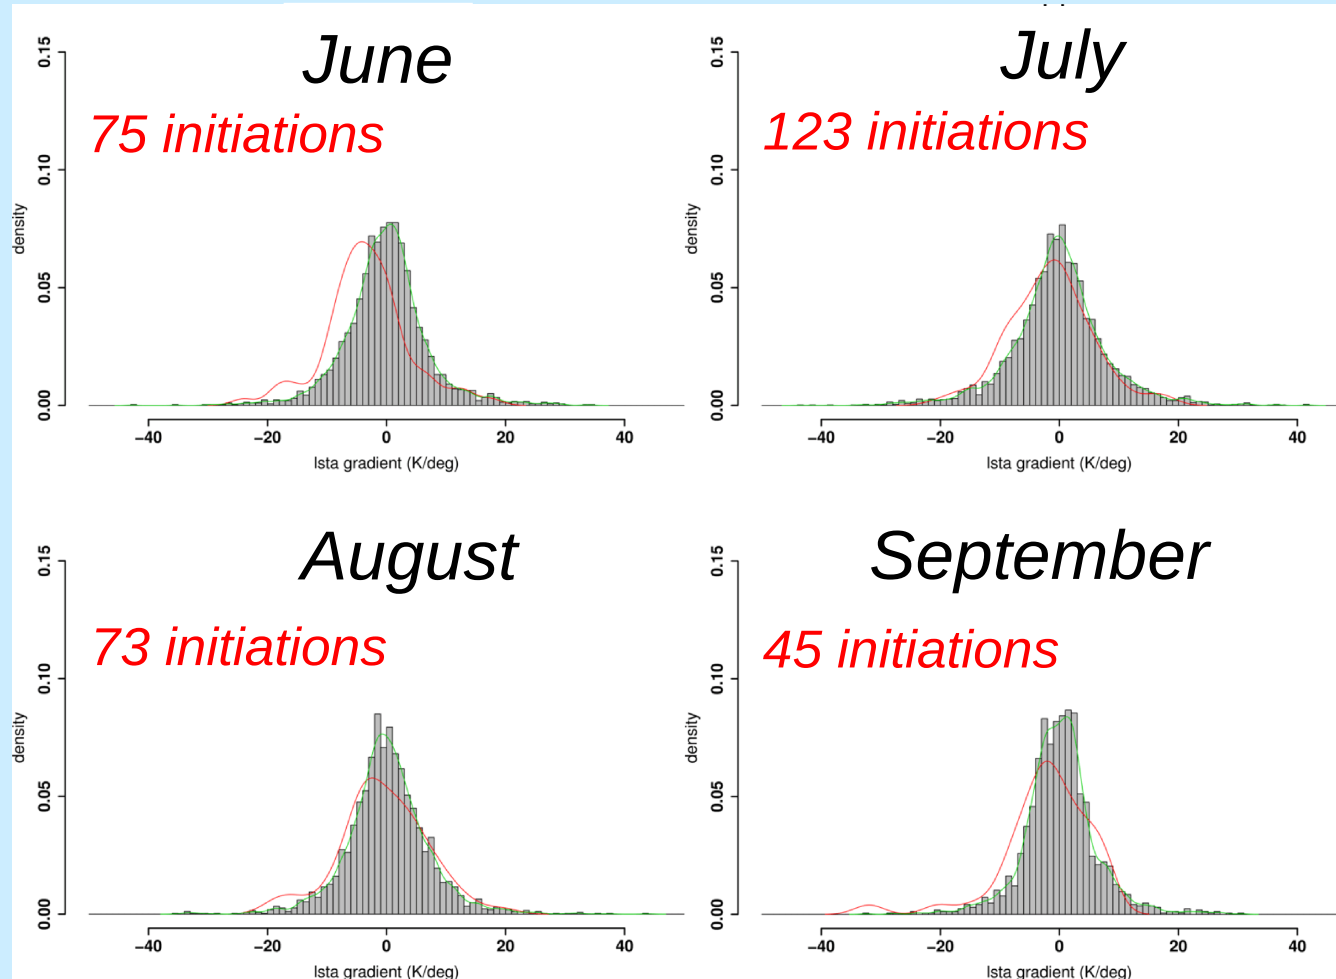 June
75 initiations
0.15
0.10
0.05
0.00
density
−40 −20 0 20 40
lsta gradient (K/deg)
July
123 initiations
0.15
0.10
0.05
0.00
density
−40 −20 0 20 40
lsta gradient (K/deg)
August
73 initiations
0.15
0.10
0.05
0.00
density
−40 −20 0 20 40
lsta gradient (K/deg)
September
45 initiations
0.15
0.10
0.05
0.00
density
−40 −20 0 20 40
lsta gradient (K/deg)